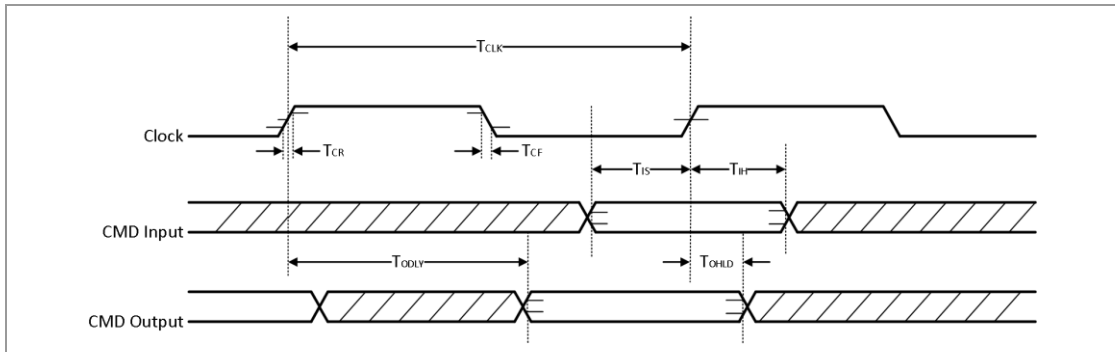 TCLK
Clock
TCR
TCF
TIS
TIH
CMD Input
TODLY
TOHLD
CMD Output